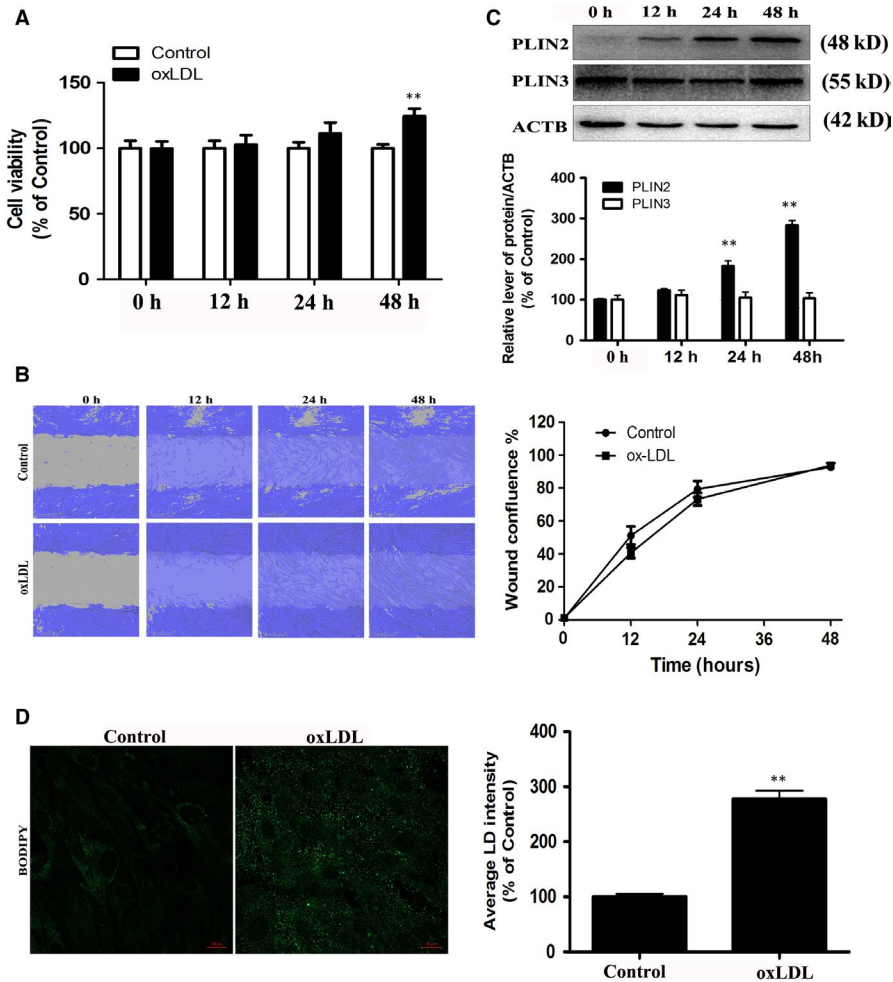 A
Control
oxLDL
Cell viability
(% of Control)
150
100
50
0
0 h 12 h 24 h 48 h
**
C
0 h 12 h 24 h 48 h
PLIN2 (48 kD)
PLIN3 (55 kD)
ACTB (42 kD)
Relative level of protein/ACTB
(% of Control)
400
300
200
100
0
PLIN2
PLIN3
**
**
0 h 12 h 24 h 48h
B
0 h 12 h 24 h 48 h
Control
oxLDL
Wound confluence %
120
100
80
60
40
20
0
Control
ox-LDL
0 12 24 36 48
Time (hours)
D
Control oxLDL
BODIPY
Average LD intensity
(% of Control)
400
300
200
100
0
**
Control oxLDL